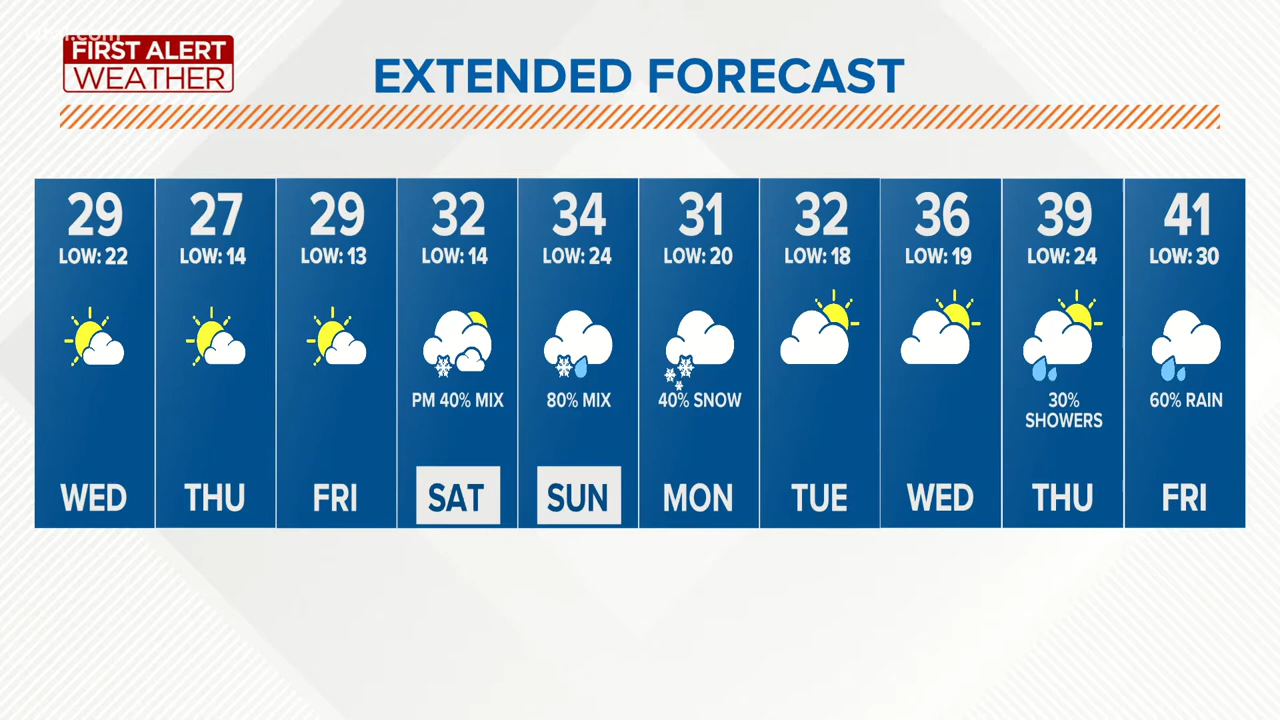 FIRST ALERT
WEATHER
EXTENDED FORECAST
29
LOW: 22
WED
27
LOW: 14
THU
29
LOW: 13
FRI
32
LOW: 14
PM 40% MIX
SAT
34
LOW: 24
80% MIX
SUN
31
LOW: 20
40% SNOW
MON
32
LOW: 18
TUE
36
LOW: 19
WED
39
LOW: 24
30%
SHOWERS
THU
41
LOW: 30
60% RAIN
FRI